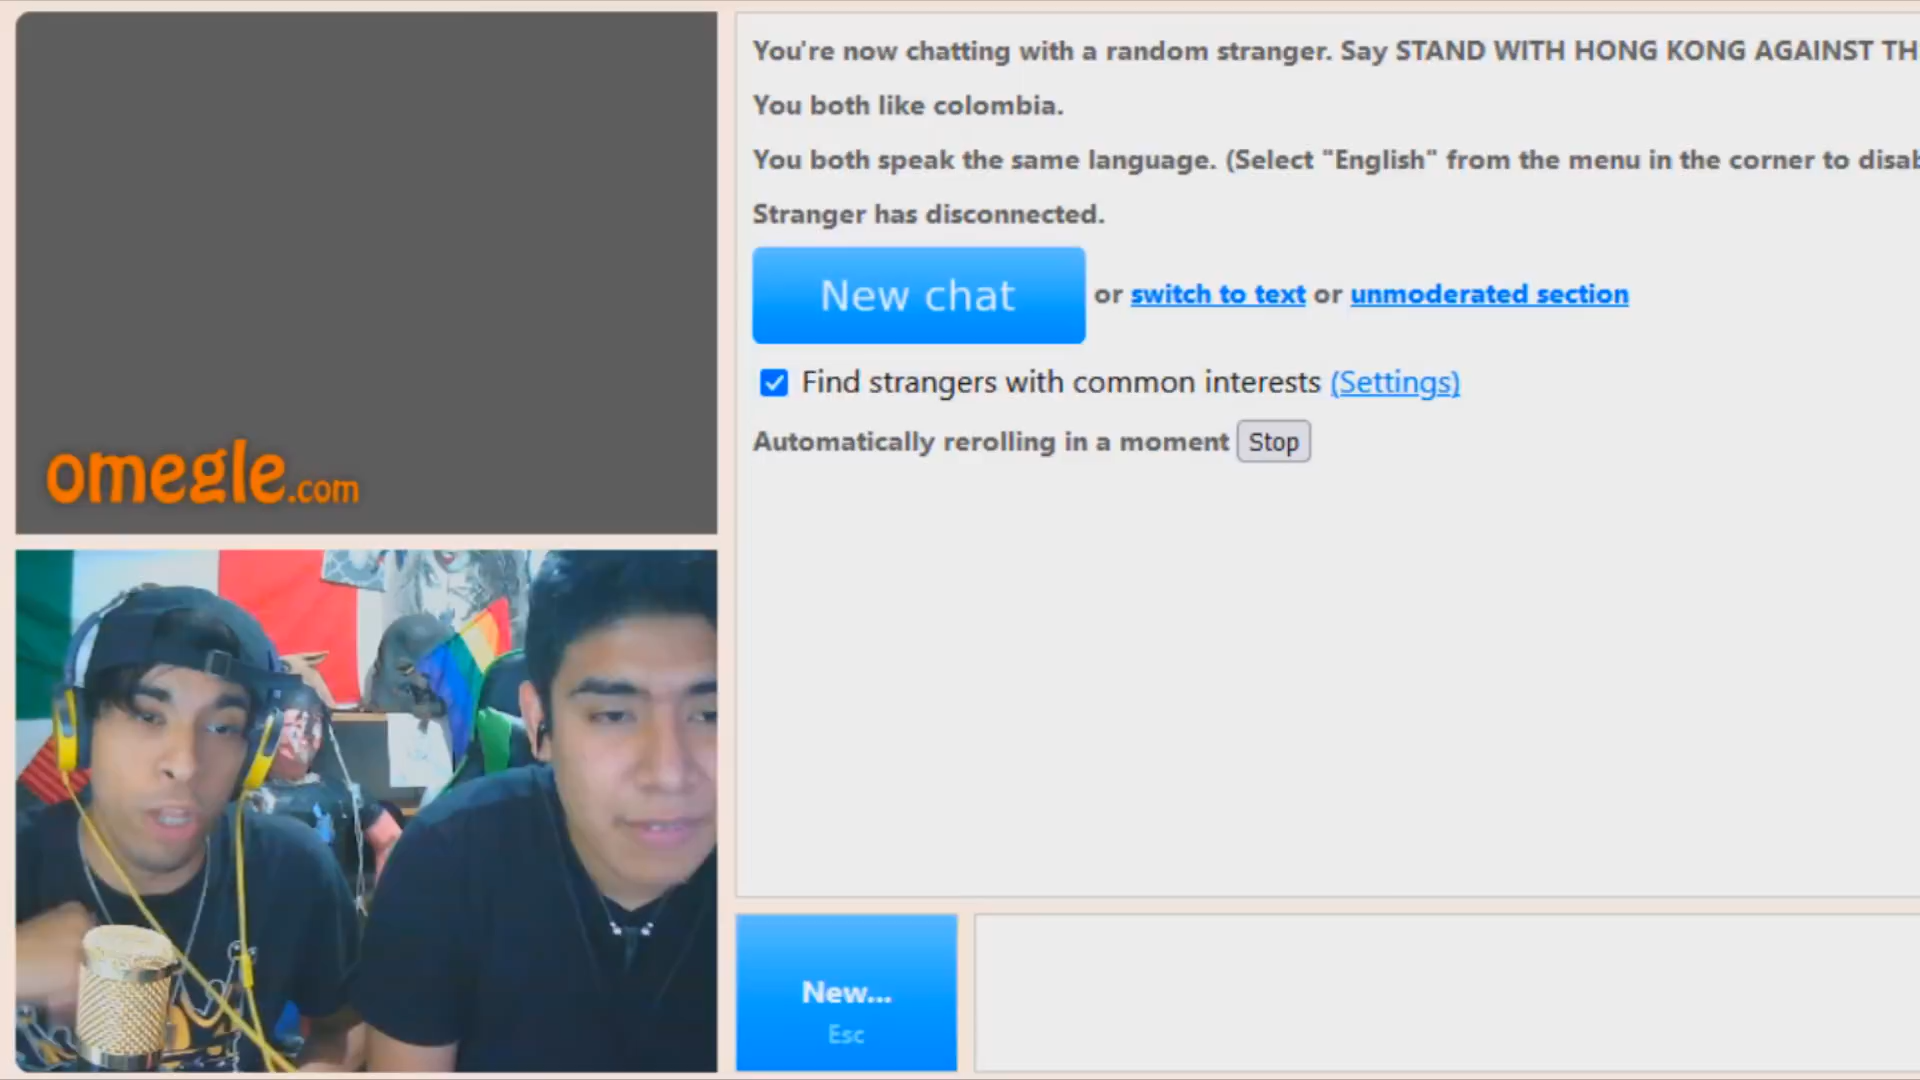 You're now chatting with a random stranger. Say STAND WITH HONG KONG AGAINST TH
You both like colombia.
You both speak the same language. (Select "English" from the menu in the corner to disab
Stranger has disconnected.
New chat or switch to text or unmoderated section
Find strangers with common interests (Settings)
Automatically rerolling in a moment Stop
omegle.com
New...
Esc